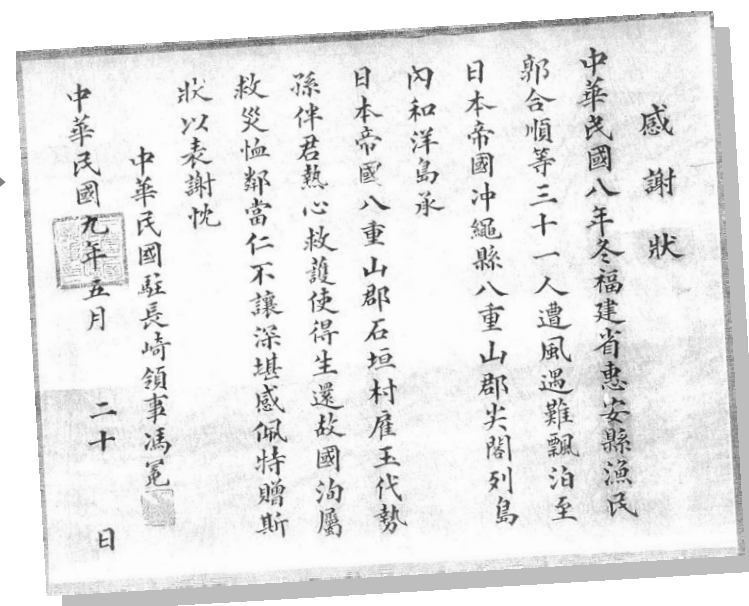 感謝狀
中華民國八年冬福建省惠安縣漁民
郭合順等三十一人遭風遇難飄泊至
日本帝國沖繩縣八重山郡尖閣列島
內和洋島承
日本帝國八重山郡石垣村雇玉代勢
孫伴君熱心救護使得生還故國洵屬
救災恤鄰當仁不讓深堪感佩特贈斯
狀以表謝忱
中華民國駐長崎領事馮冕
中華民國九年五月 二十 日